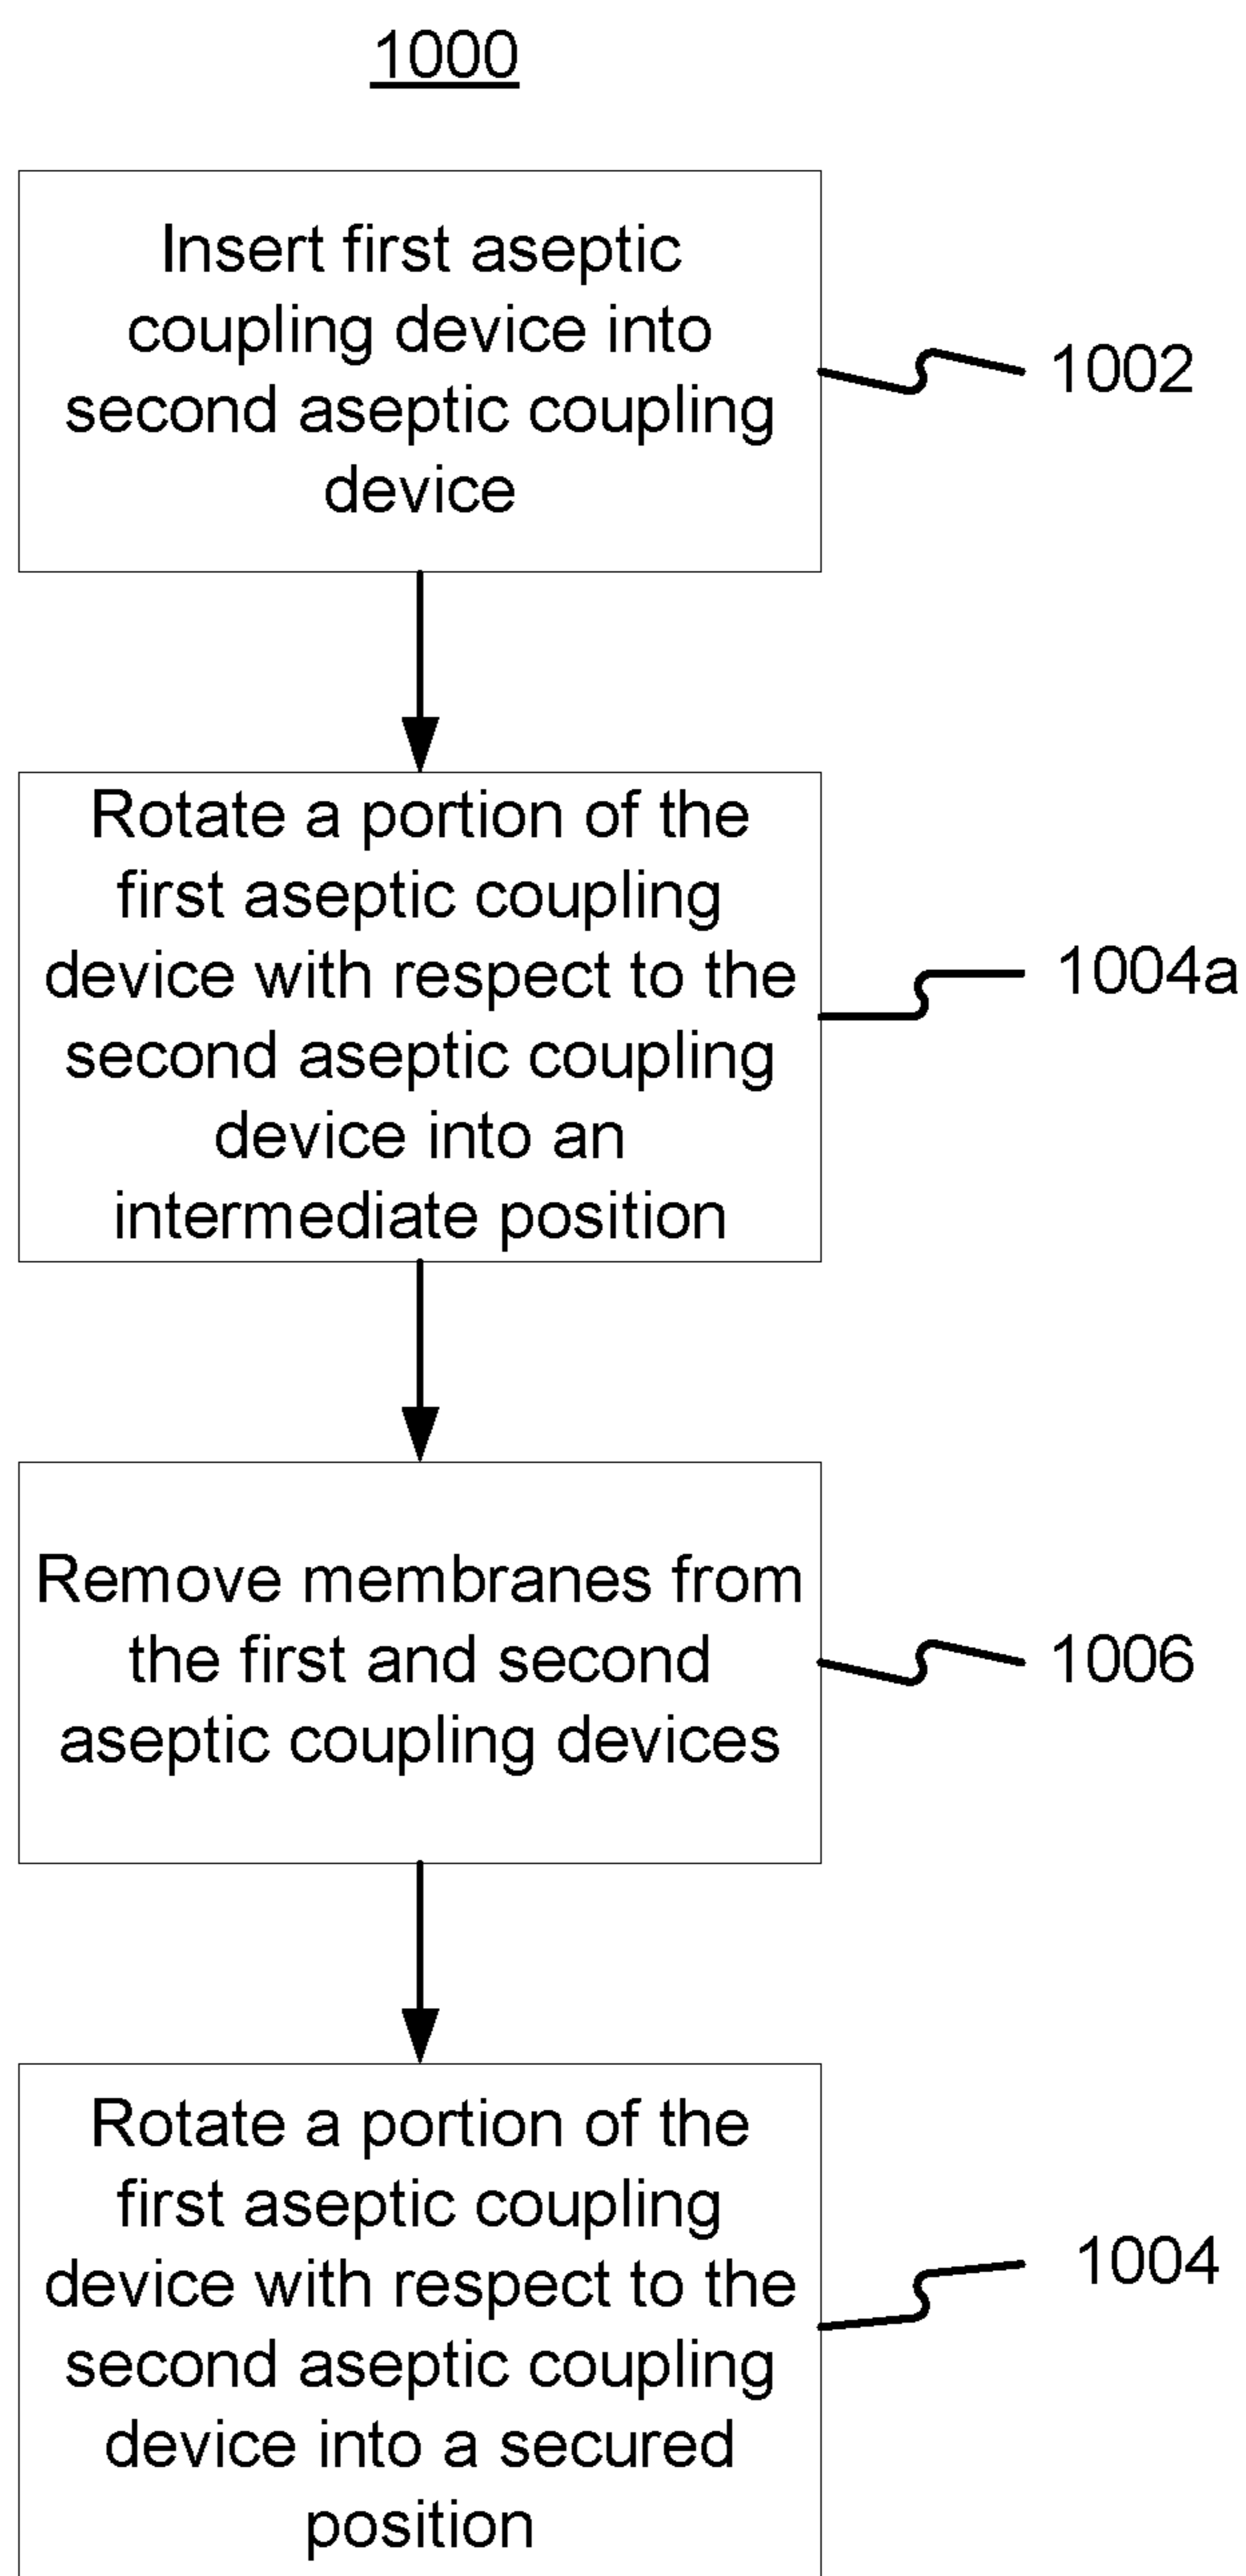 1000
Insert first aseptic
coupling device into
second aseptic coupling
device
1002
Rotate a portion of the
first aseptic coupling
device with respect to the
second aseptic coupling
device into an
intermediate position
1004a
Remove membranes from
the first and second
aseptic coupling devices
1006
Rotate a portion of the
first aseptic coupling
device with respect to the
second aseptic coupling
device into a secured
position
1004